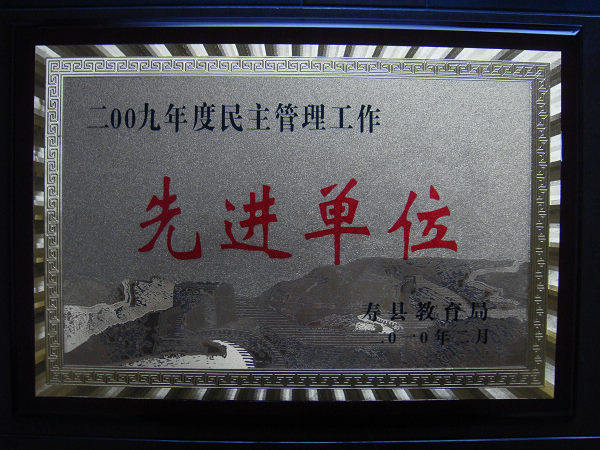 二00九年度民主管理工作
先进单位
寿县教育局
二0一0年二月